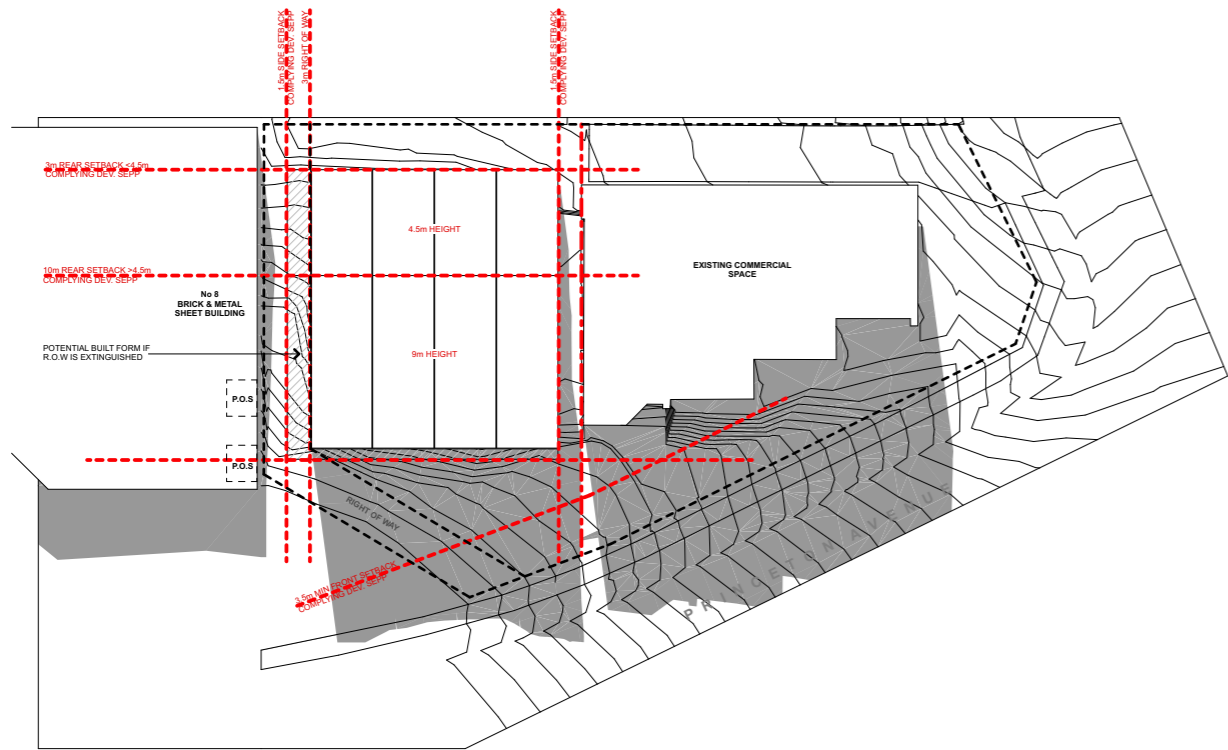 1.5m SIDE SETBACK
COMPLYING DEV. SEPP
3m RIGHT OF WAY
1.5m SIDE SETBACK
COMPLYING DEV. SEPP
3m REAR SETBACK <4.5m
COMPLYING DEV. SEPP
4.5m HEIGHT
10m REAR SETBACK >4.5m
COMPLYING DEV. SEPP
EXISTING COMMERCIAL
SPACE
No 8
BRICK & METAL
SHEET BUILDING
POTENTIAL BUILT FORM IF
R.O.W IS EXTINGUISHED
9m HEIGHT
P.O.S
P.O.S
RIGHT OF WAY
3.5m MIN FRONT SETBACK
COMPLYING DEV. SEPP
PRINCETON AVENUE